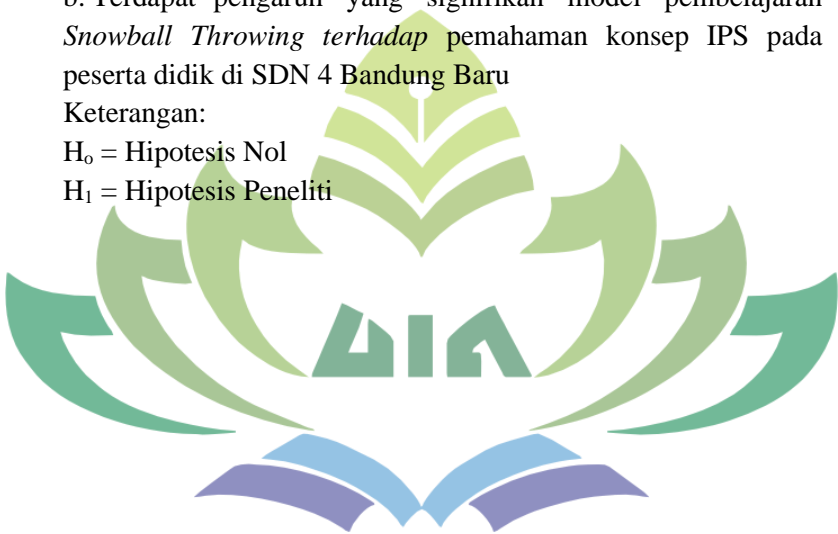 b. Terdapat pengaruh yang signifikan model pembelajaran
Snowball Throwing terhadap pemahaman konsep IPS pada
peserta didik di SDN 4 Bandung Baru
Keterangan:
Ho = Hipotesis Nol
H1 = Hipotesis Peneliti
UIN